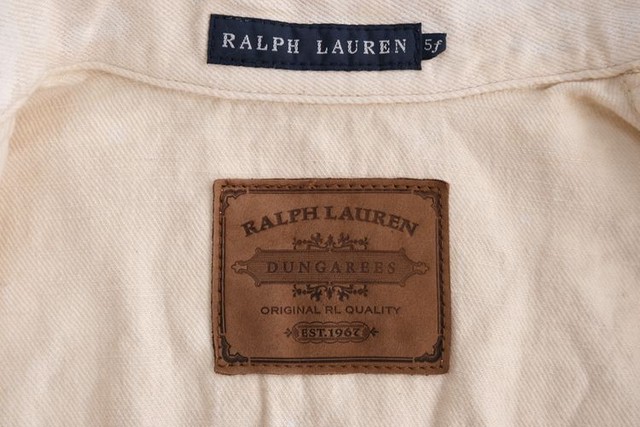 RALPH LAUREN
5f
RALPH LAUREN
DUNGAREES
ORIGINAL RL QUALITY
EST.1967